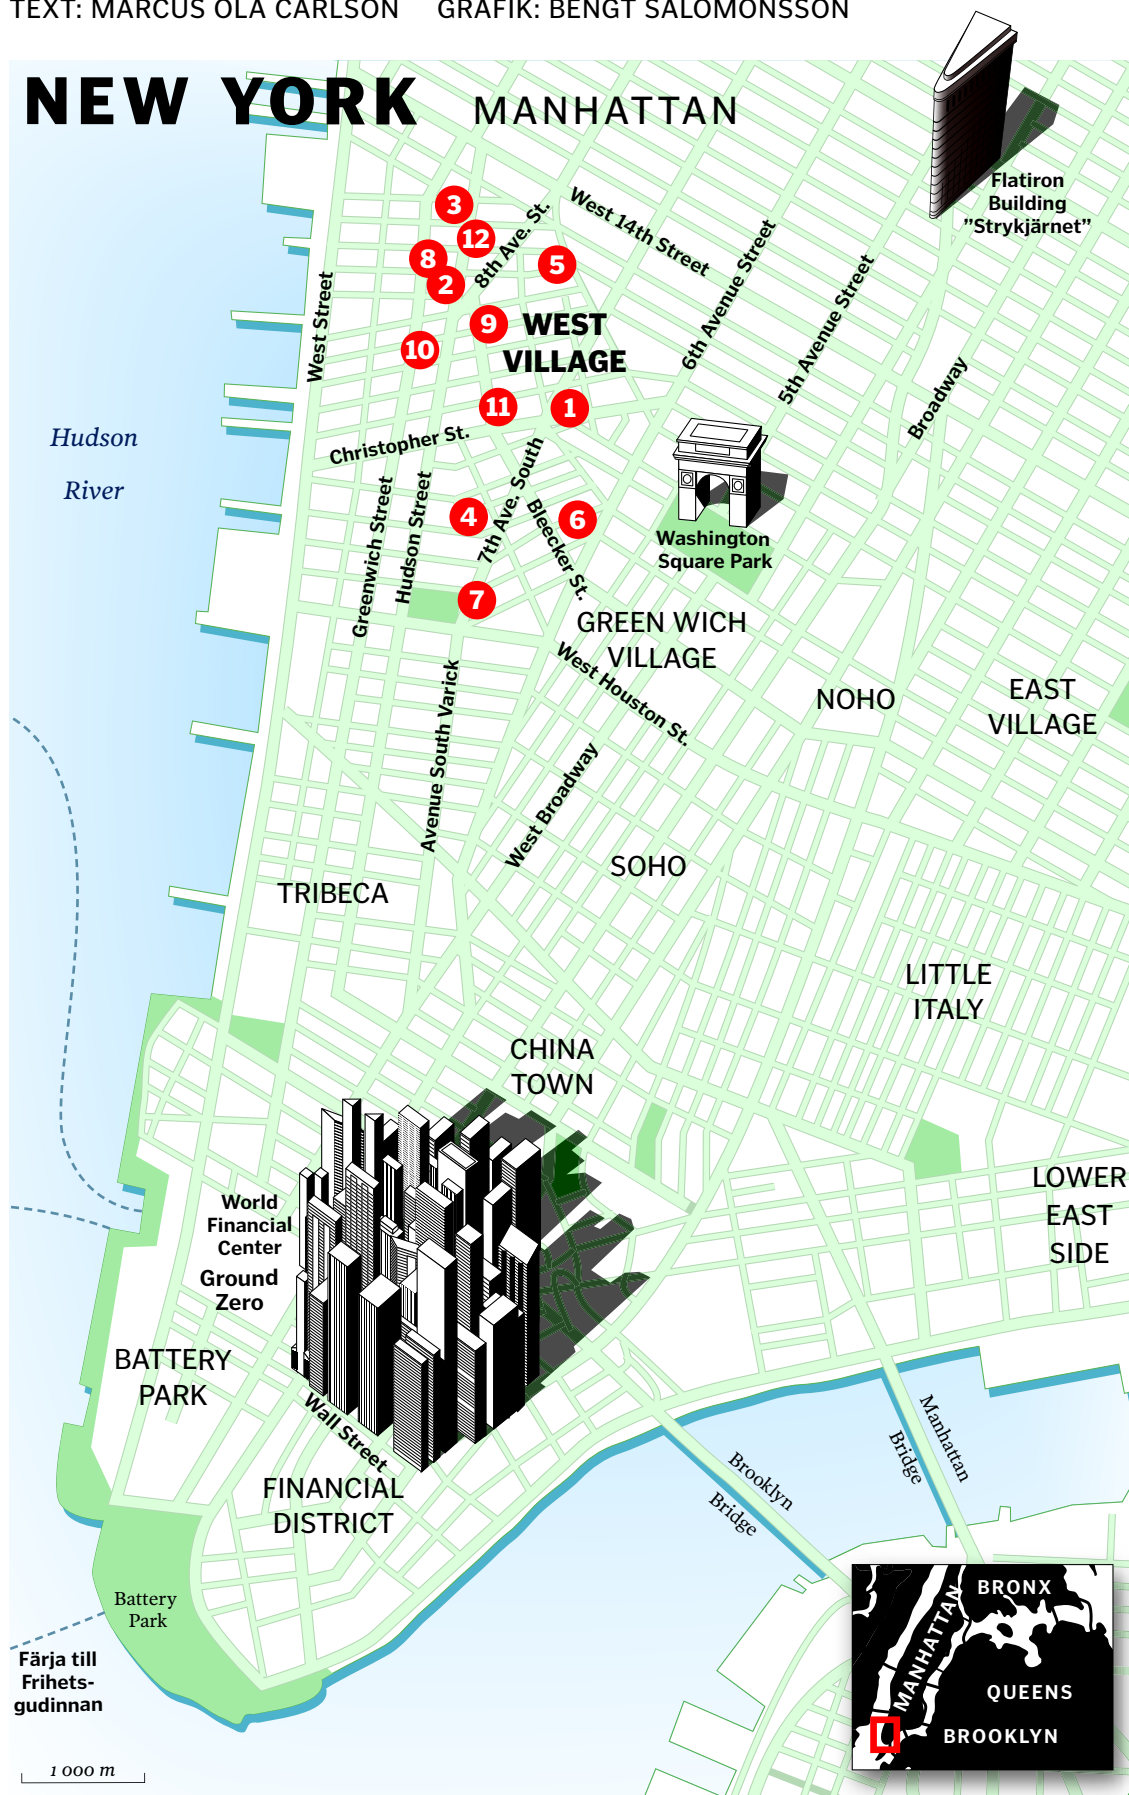 TEXT: MARCUS OLA CARLSON GRAFIK: BENGT SALOMONSSON
NEW YORK MANHATTAN
Flatiron
Building
”Strykjärnet”
3
12
8
2
5
9
10
11
1
4
6
7
8th Ave. St.
West 14th Street
6th Avenue Street
5th Avenue Street
Broadway
West Street
WEST
VILLAGE
Hudson
River
Christopher St.
7th Ave. South
Bleecker St.
Greenwich Street
Hudson Street
Washington
Square Park
GREEN WICH
VILLAGE
West Houston St.
NOHO
EAST
VILLAGE
Avenue South Varick
West Broadway
SOHO
TRIBECA
LITTLE
ITALY
CHINA
TOWN
LOWER
EAST
SIDE
World
Financial
Center
Ground
Zero
BATTERY
PARK
Wall Street
FINANCIAL
DISTRICT
Manhattan
Bridge
Brooklyn
Bridge
Battery
Park
Färja till
Frihets-
gudinnan
1 000 m
BRONX
MANHATTAN
QUEENS
BROOKLYN